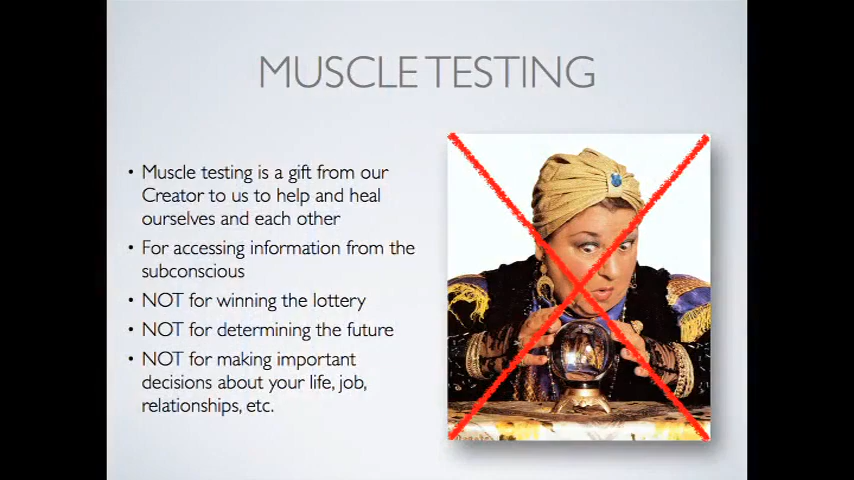 MUSCLE TESTING
• Muscle testing is a gift from our
Creator to us to help and heal
ourselves and each other
• For accessing information from the
subconscious
• NOT for winning the lottery
• NOT for determining the future
• NOT for making important
decisions about your life, job,
relationships, etc.